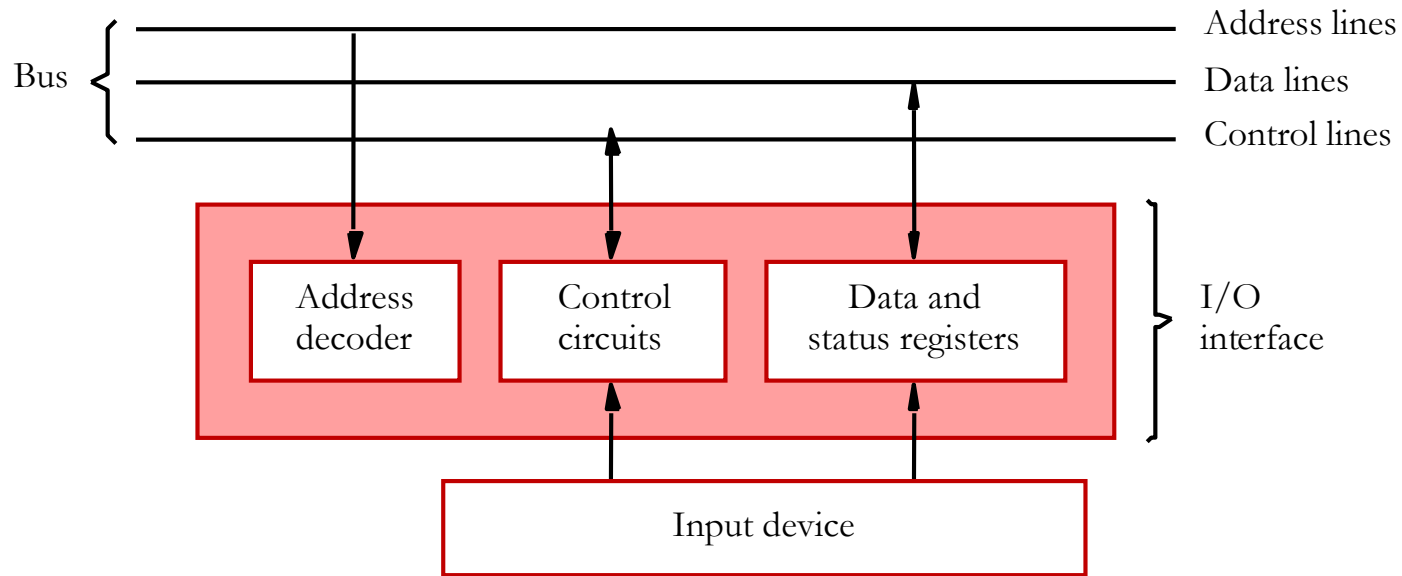 Address lines
Bus
Data lines
Control lines
Address
decoder
Control
circuits
Data and
status registers
I/O
interface
Input device